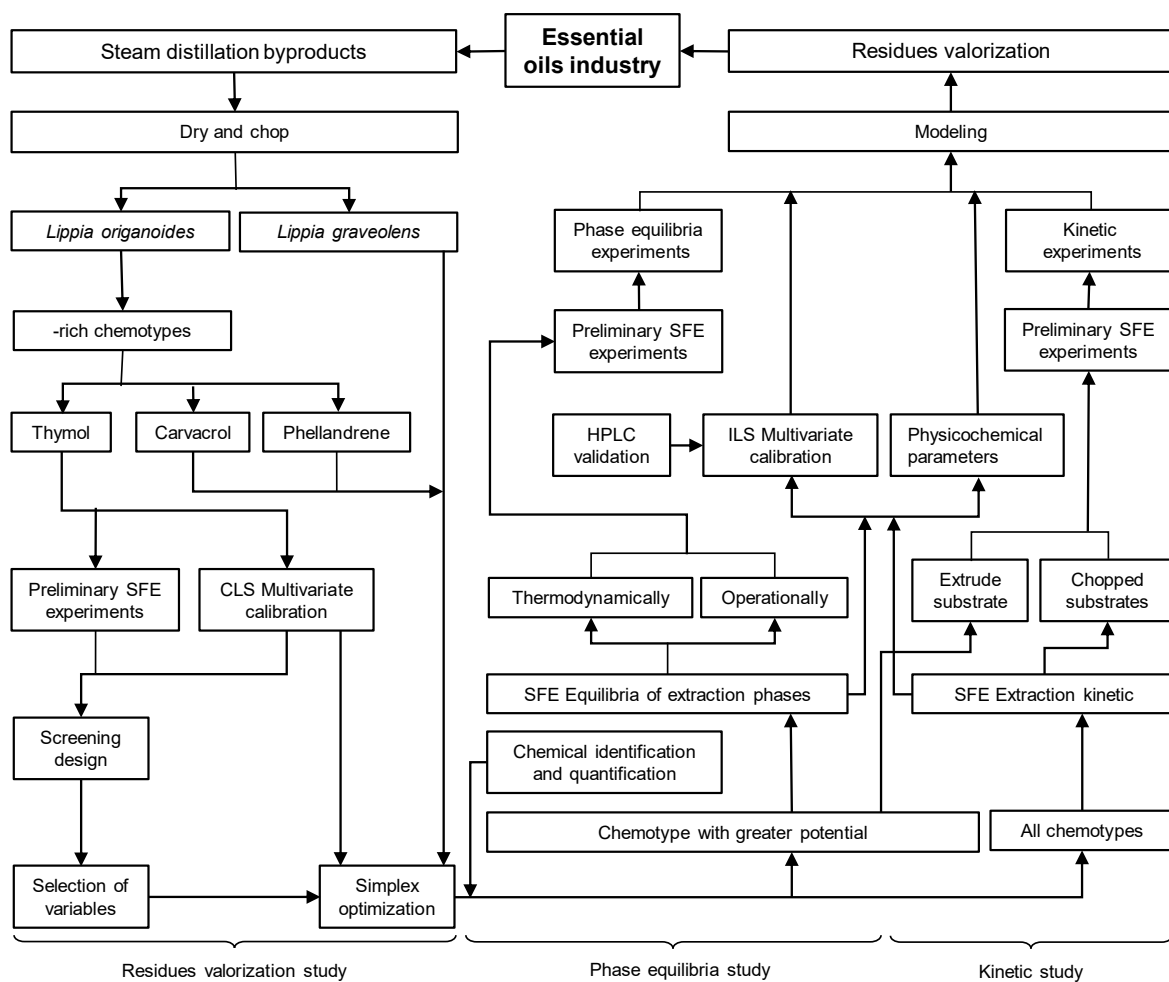 Steam distillation byproducts
Essential
oils industry
Residues valorization
Dry and chop
Modeling
Lippia origanoides
Lippia graveolens
Phase equilibria
experiments
Kinetic
experiments
-rich chemotypes
Preliminary SFE
experiments
Preliminary SFE
experiments
Thymol
Carvacrol
Phellandrene
HPLC
validation
ILS Multivariate
calibration
Physicochemical
parameters
Preliminary SFE
experiments
CLS Multivariate
calibration
Thermodynamically
Operationally
Extrude
substrate
Chopped
substrates
SFE Equilibria of extraction phases
SFE Extraction kinetic
Screening
design
Chemical identification
and quantification
Chemotype with greater potential
All chemotypes
Selection of
variables
Simplex
optimization
Residues valorization study
Phase equilibria study
Kinetic study